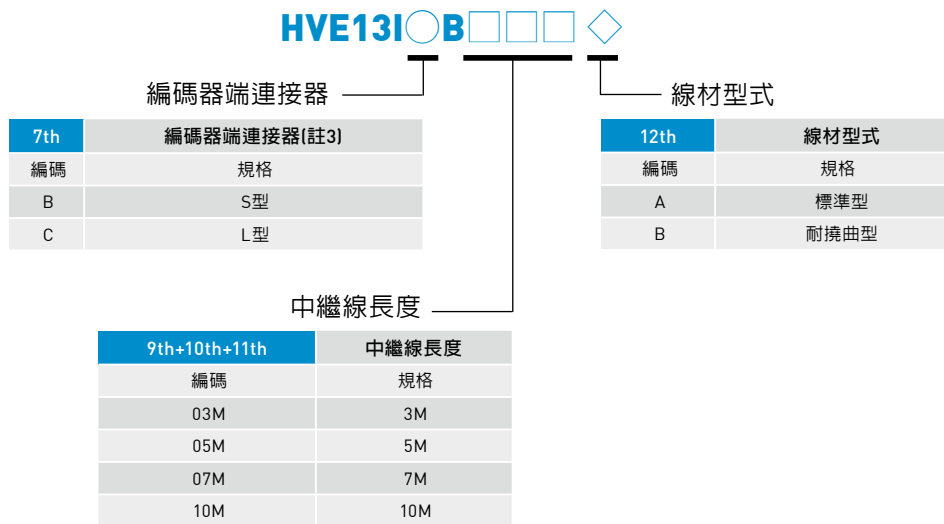 HVE13I○B□□□◇
編碼器端連接器
線材型式
7th 編碼器端連接器(註3)
編碼 規格
B S型
C L型
12th 線材型式
編碼 規格
A 標準型
B 耐撓曲型
中繼線長度
9th+10th+11th 中繼線長度
編碼 規格
03M 3M
05M 5M
07M 7M
10M 10M